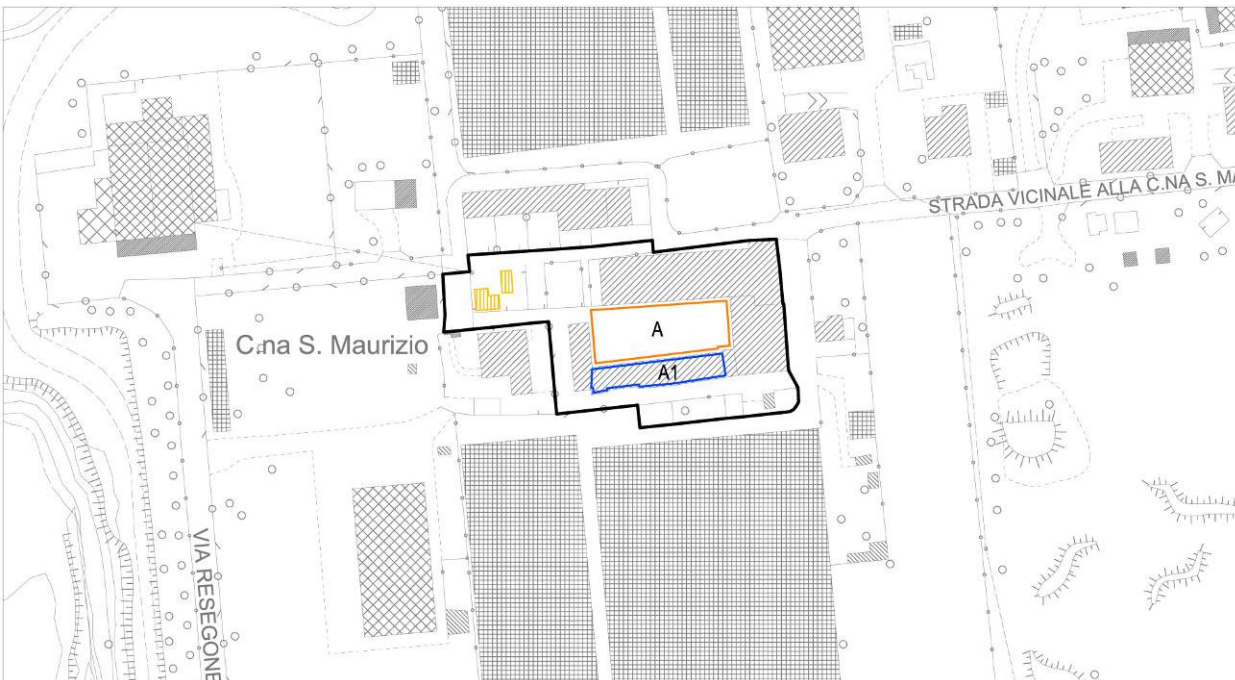 STRADA VICINALE ALLA C.NA S. MA
C.na S. Maurizio
A
A1
VIA RESEGONE